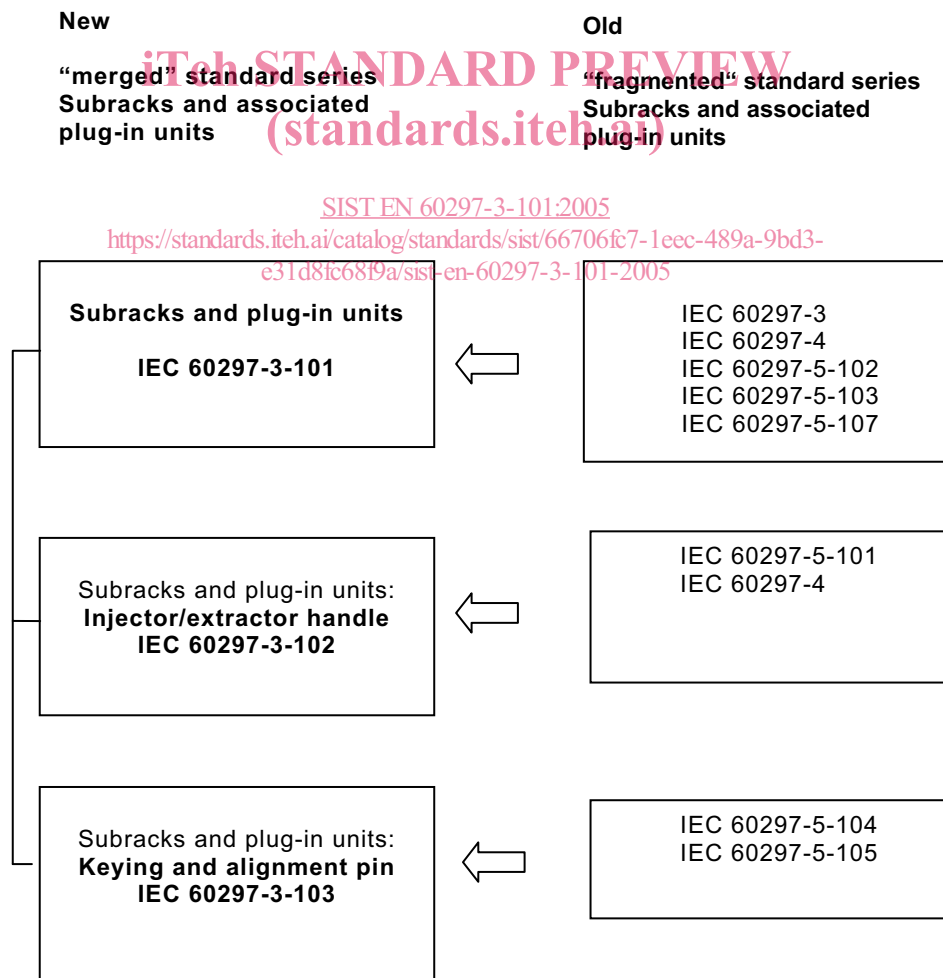 New
Old
“merged” standard series
Subracks and associated
plug-in units
“fragmented“ standard series
Subracks and associated
plug-in units
iTeh STANDARD PREVIEW
(standards.iteh.ai)
SIST EN 60297-3-101:2005
https://standards.iteh.ai/catalog/standards/sist/66706fc7-1eec-489a-9bd3-
e31d8fc68f9a/sist-en-60297-3-101-2005
Subracks and plug-in units
IEC 60297-3-101
IEC 60297-3
IEC 60297-4
IEC 60297-5-102
IEC 60297-5-103
IEC 60297-5-107
Subracks and plug-in units:
Injector/extractor handle
IEC 60297-3-102
IEC 60297-5-101
IEC 60297-4
Subracks and plug-in units:
Keying and alignment pin
IEC 60297-3-103
IEC 60297-5-104
IEC 60297-5-105